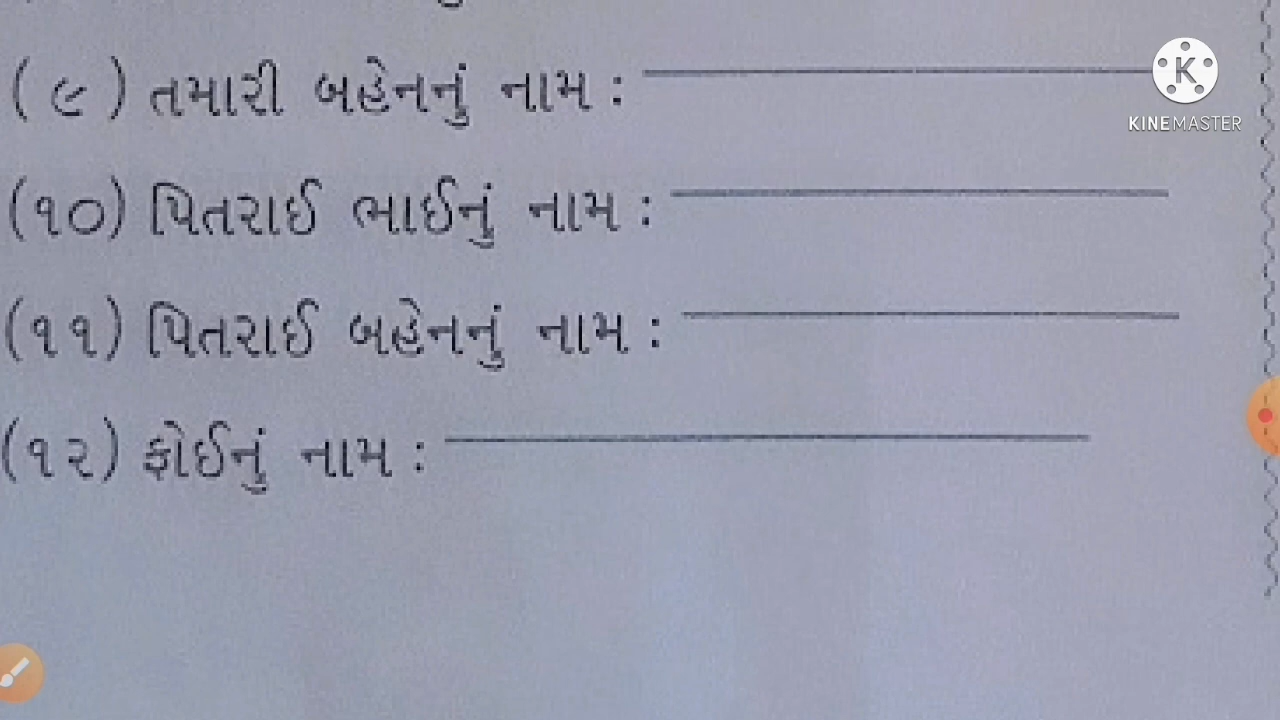 (૯) તમારી બહેનનું નામ :
KINEMASTER
(૧૦) પિતરાઈ ભાઈનું નામ :
(૧૧) પિતરાઈ બહેનનું નામ :
(૧૨) ફોઈનું નામ :